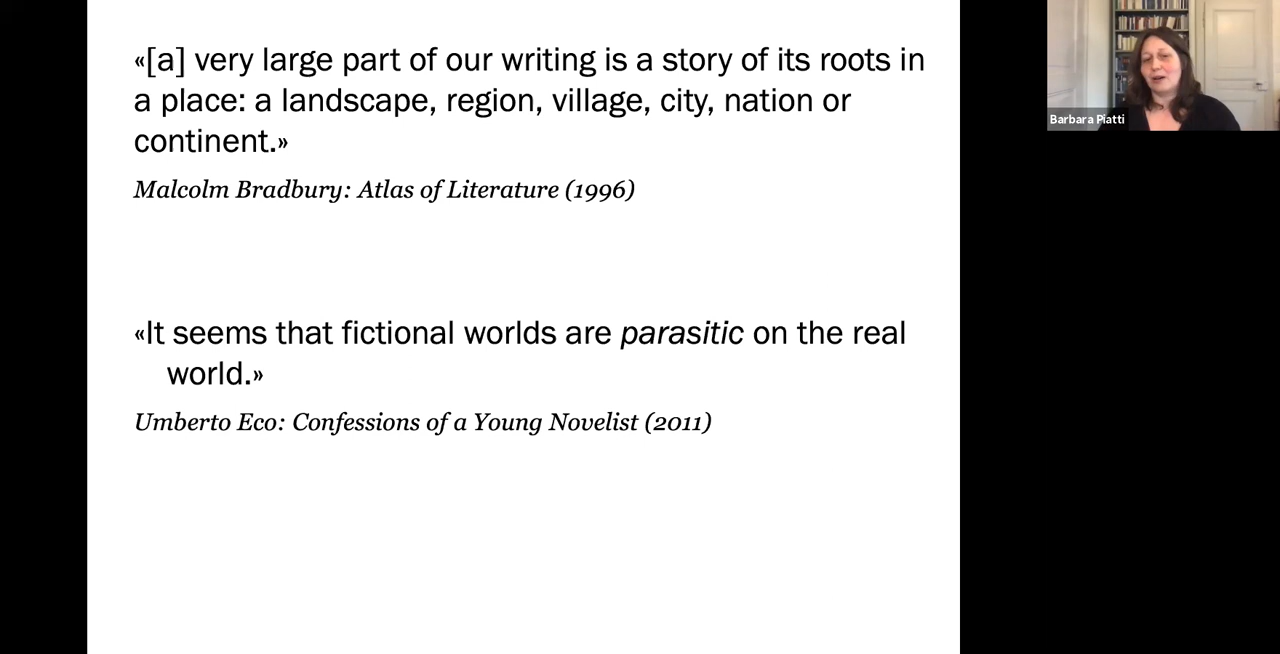 «[a] very large part of our writing is a story of its roots in
a place: a landscape, region, village, city, nation or
continent.»
Malcolm Bradbury: Atlas of Literature (1996)
«It seems that fictional worlds are parasitic on the real
world.»
Umberto Eco: Confessions of a Young Novelist (2011)
Barbara Piatti